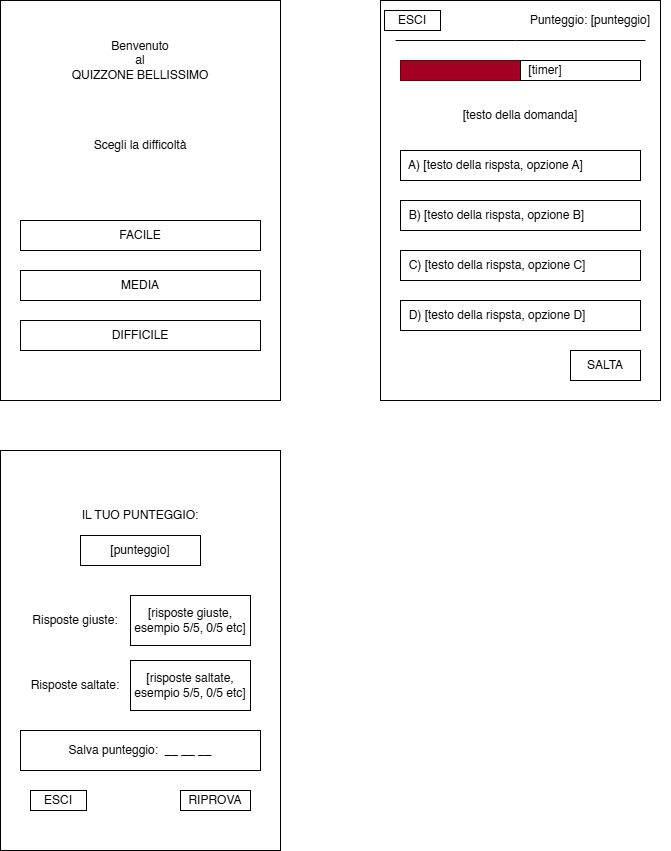 Benvenuto
al
QUIZZONE BELLISSIMO
Scegli la difficoltà
FACILE
MEDIA
DIFFICILE
ESCI
Punteggio: [punteggio]
[timer]
[testo della domanda]
A) [testo della rispsta, opzione A]
B) [testo della rispsta, opzione B]
C) [testo della rispsta, opzione C]
D) [testo della rispsta, opzione D]
SALTA
IL TUO PUNTEGGIO:
[punteggio]
Risposte giuste:
[risposte giuste,
esempio 5/5, 0/5 etc]
Risposte saltate:
[risposte saltate,
esempio 5/5, 0/5 etc]
Salva punteggio: __ __ __
ESCI
RIPROVA